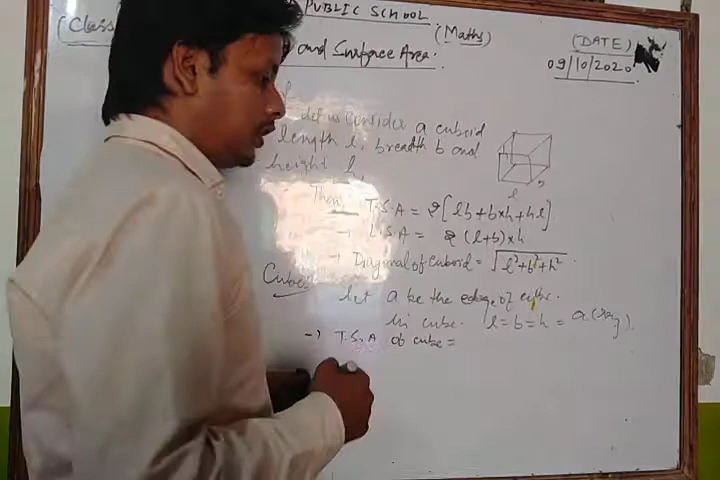 PUBLIC SCHOOL
(Class
(Maths)
(DATE)
09/10/2020
and Surface Area:
let us consider a cuboid
length l, breadth b and
height h,
l
b
Then, T.S.A = 2[lb+b×h+hl]
→ L.S.A = 2(l+b)×h
→ Diagonal of cuboid = √l²+b²+h²
Cube:
let a be the edge of cube.
In cube. l=b=h = a (say).
→ T.S.A of cube =